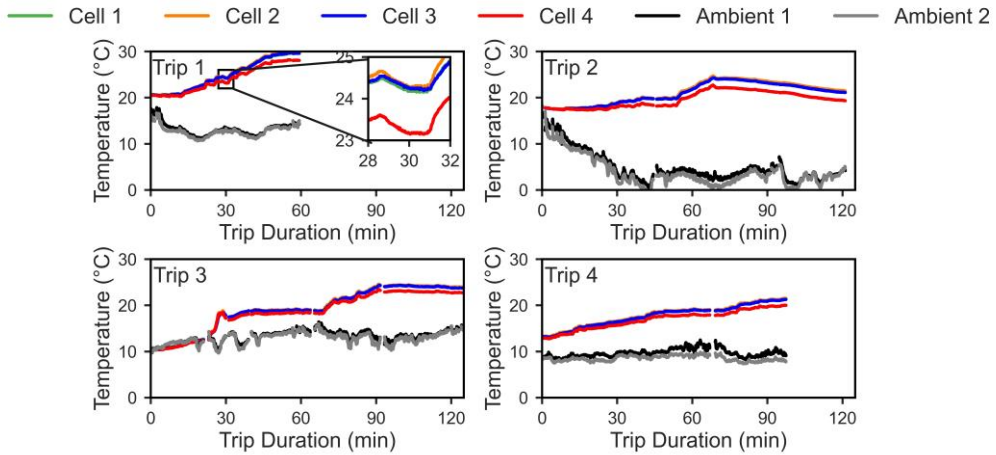 Cell 1 Cell 2 Cell 3 Cell 4 Ambient 1 Ambient 2
Trip 1
Temperature (°C)
30
20
10
0
0 30 60 90 120
Trip Duration (min)
25
24
23
28 30 32
Trip 2
Temperature (°C)
30
20
10
0
0 30 60 90 120
Trip Duration (min)
Trip 3
Temperature (°C)
30
20
10
0
0 30 60 90 120
Trip Duration (min)
Trip 4
Temperature (°C)
30
20
10
0
0 30 60 90 120
Trip Duration (min)